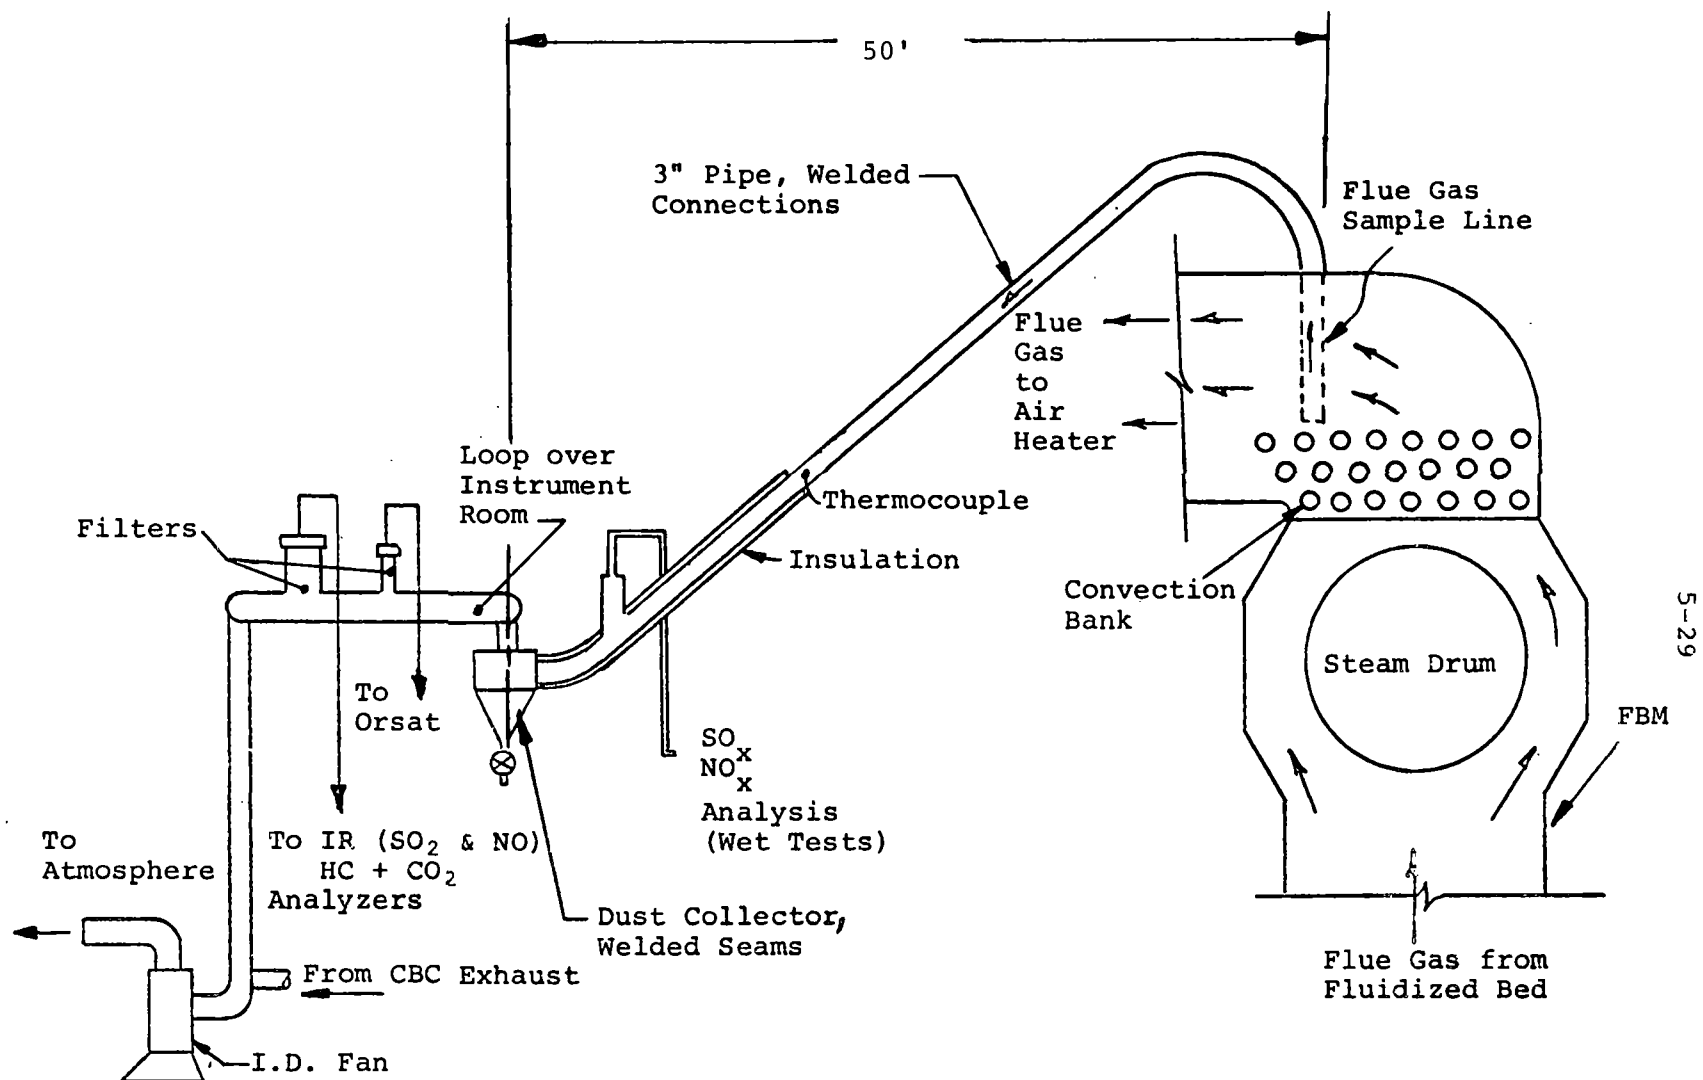 50'
3" Pipe, Welded
Connections
Flue Gas
Sample Line
Flue
Gas
to
Air
Heater
Loop over
Instrument
Room
Thermocouple
Filters
Insulation
Convection
Bank
Steam Drum
5-29
FBM
To
Orsat
SOx
NOx
Analysis
(Wet Tests)
To
Atmosphere
To IR (SO2 & NO)
HC + CO2
Analyzers
Dust Collector,
Welded Seams
From CBC Exhaust
Flue Gas from
Fluidized Bed
I.D. Fan